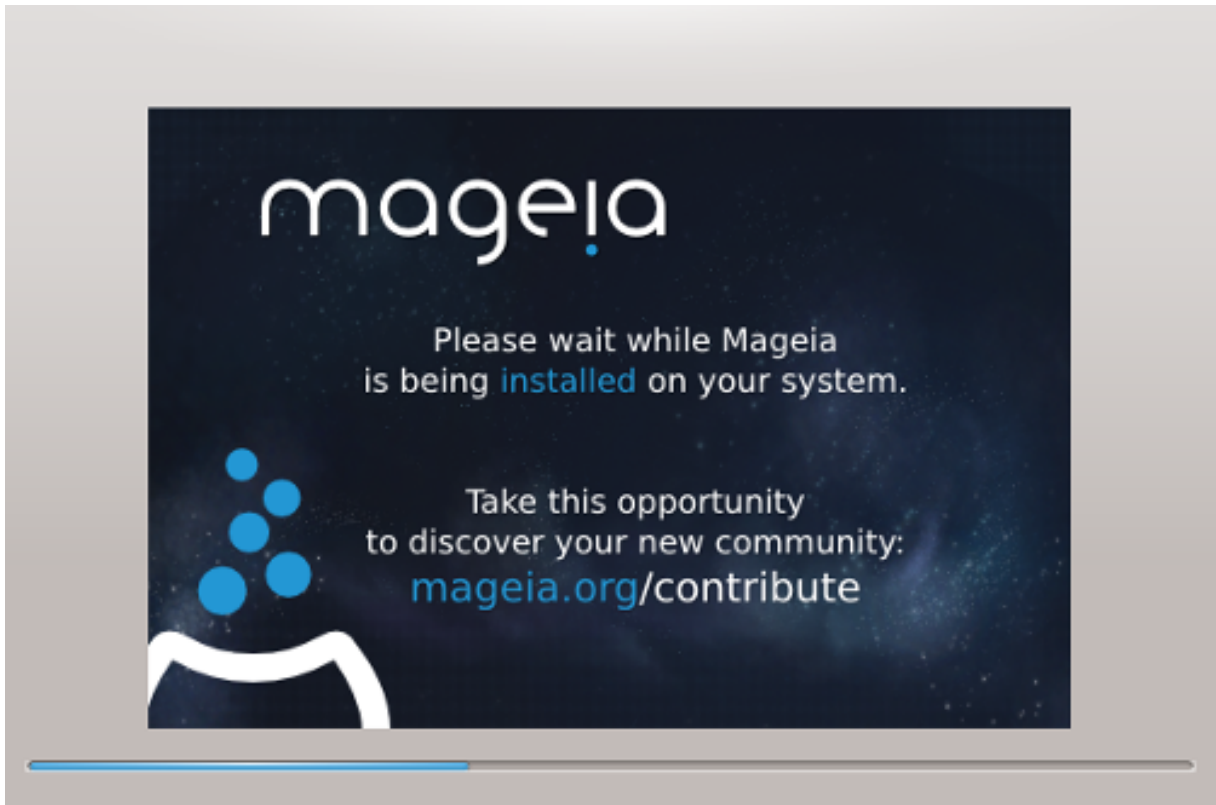 mageia
Please wait while Mageia
is being installed on your system.
Take this opportunity
to discover your new community:
mageia.org/contribute